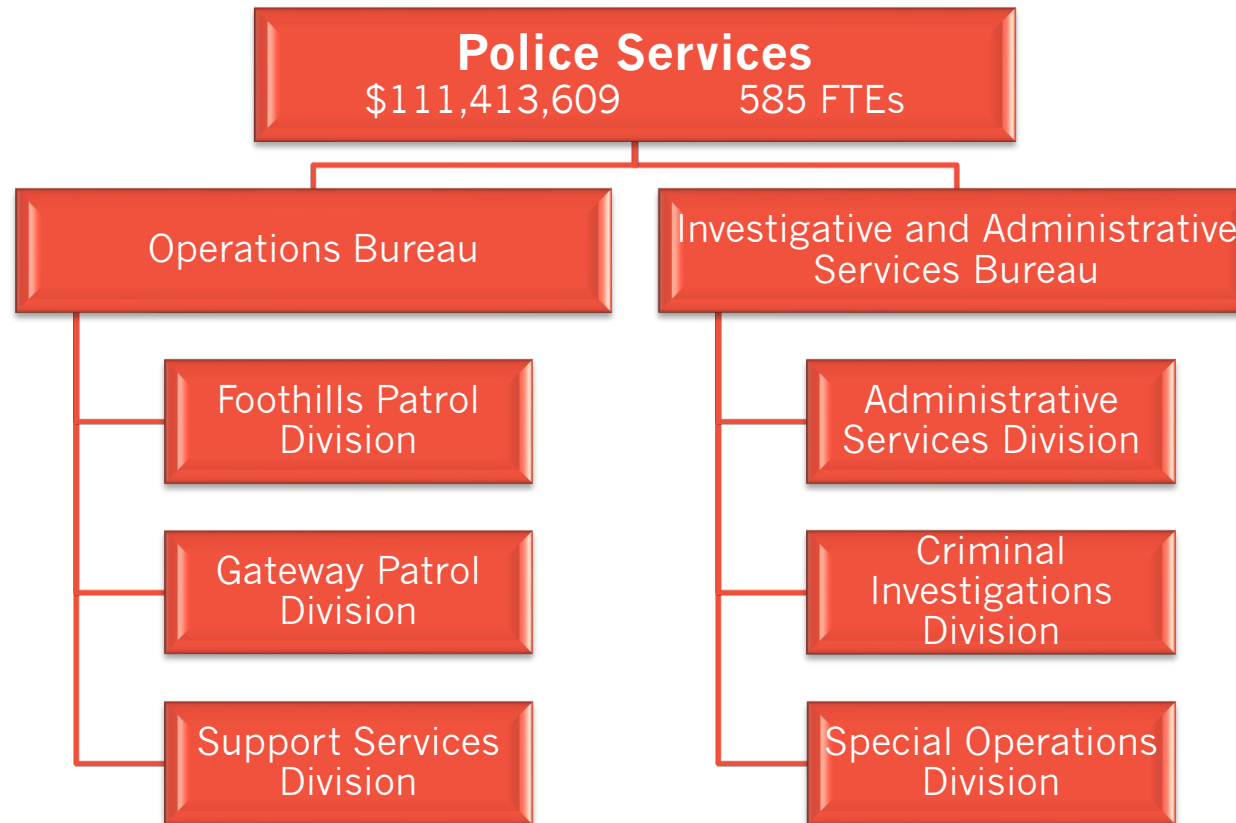 Police Services
$111,413,609 585 FTEs
Operations Bureau
Investigative and Administrative
Services Bureau
Foothills Patrol
Division
Gateway Patrol
Division
Support Services
Division
Administrative
Services Division
Criminal
Investigations
Division
Special Operations
Division